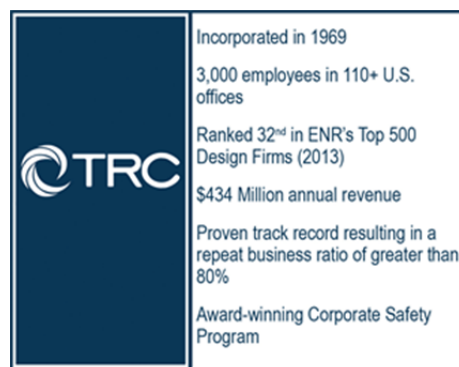 TRC
Incorporated in 1969
3,000 employees in 110+ U.S.
offices
Ranked 32nd in ENR's Top 500
Design Firms (2013)
$434 Million annual revenue
Proven track record resulting in a
repeat business ratio of greater than
80%
Award-winning Corporate Safety
Program